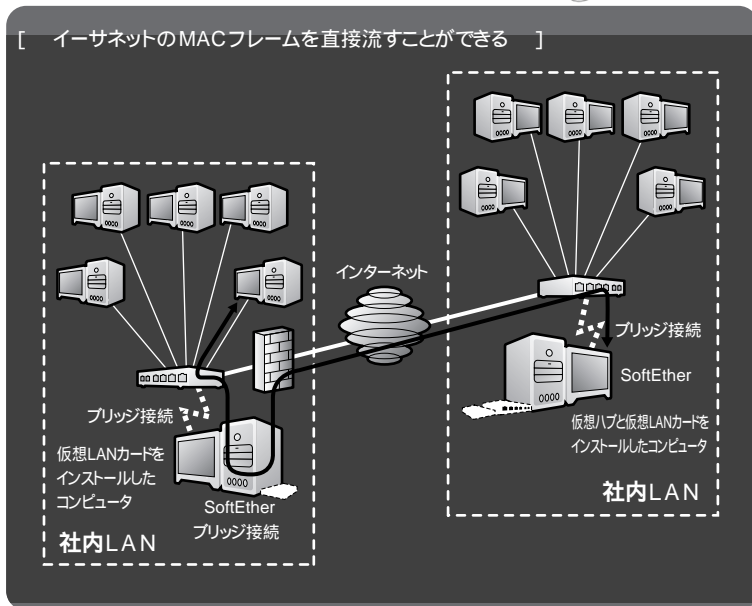 [ イーサネットのMACフレームを直接流すことができる ]
インターネット
ブリッジ接続
SoftEther
仮想ハブと仮想LANカードを
インストールしたコンピュータ
社内LAN
ブリッジ接続
仮想LANカードを
インストールした
コンピュータ
SoftEther
ブリッジ接続
社内LAN